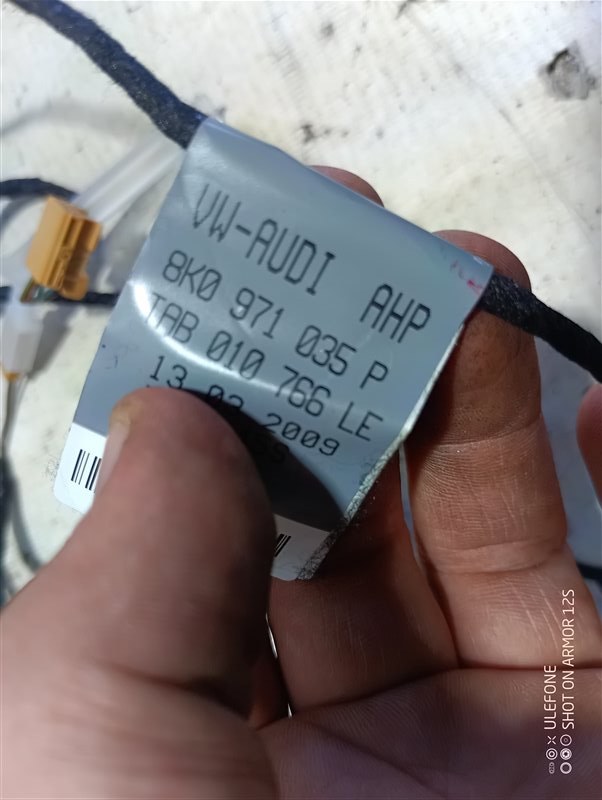 VW-AUDI AHP
8K0 971 035 P
TAB 010 766 LE
13.02.2009
ULEFONE
SHOT ON ARMOR 12S